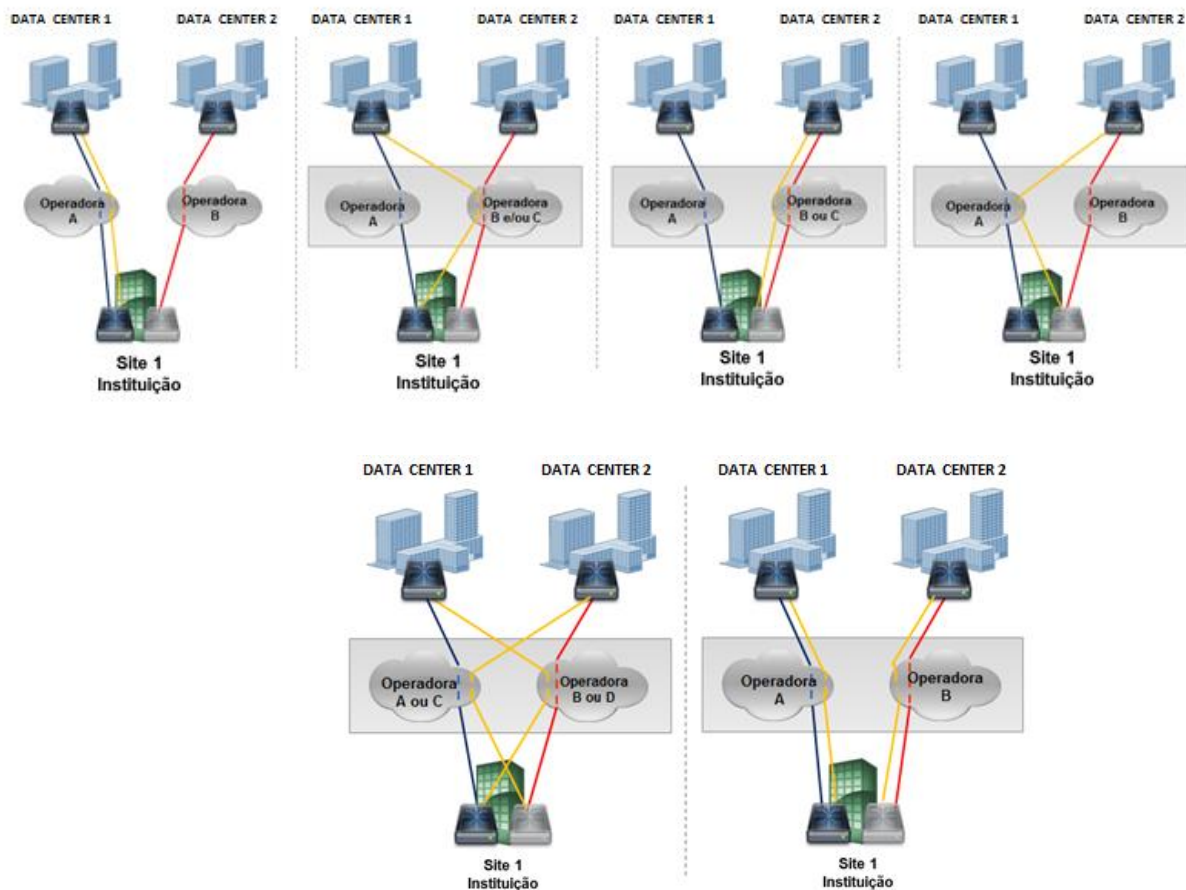 DATA CENTER 1
DATA CENTER 2
Operadora
A
Operadora
B
Site 1
Instituição
DATA CENTER 1
DATA CENTER 2
Operadora
A
Operadora
B e/ou C
Site 1
Instituição
DATA CENTER 1
DATA CENTER 2
Operadora
A
Operadora
B ou C
Site 1
Instituição
DATA CENTER 1
DATA CENTER 2
Operadora
A
Operadora
B
Site 1
Instituição
DATA CENTER 1
DATA CENTER 2
Operadora
A ou C
Operadora
B ou D
Site 1
Instituição
DATA CENTER 1
DATA CENTER 2
Operadora
A
Operadora
B
Site 1
Instituição